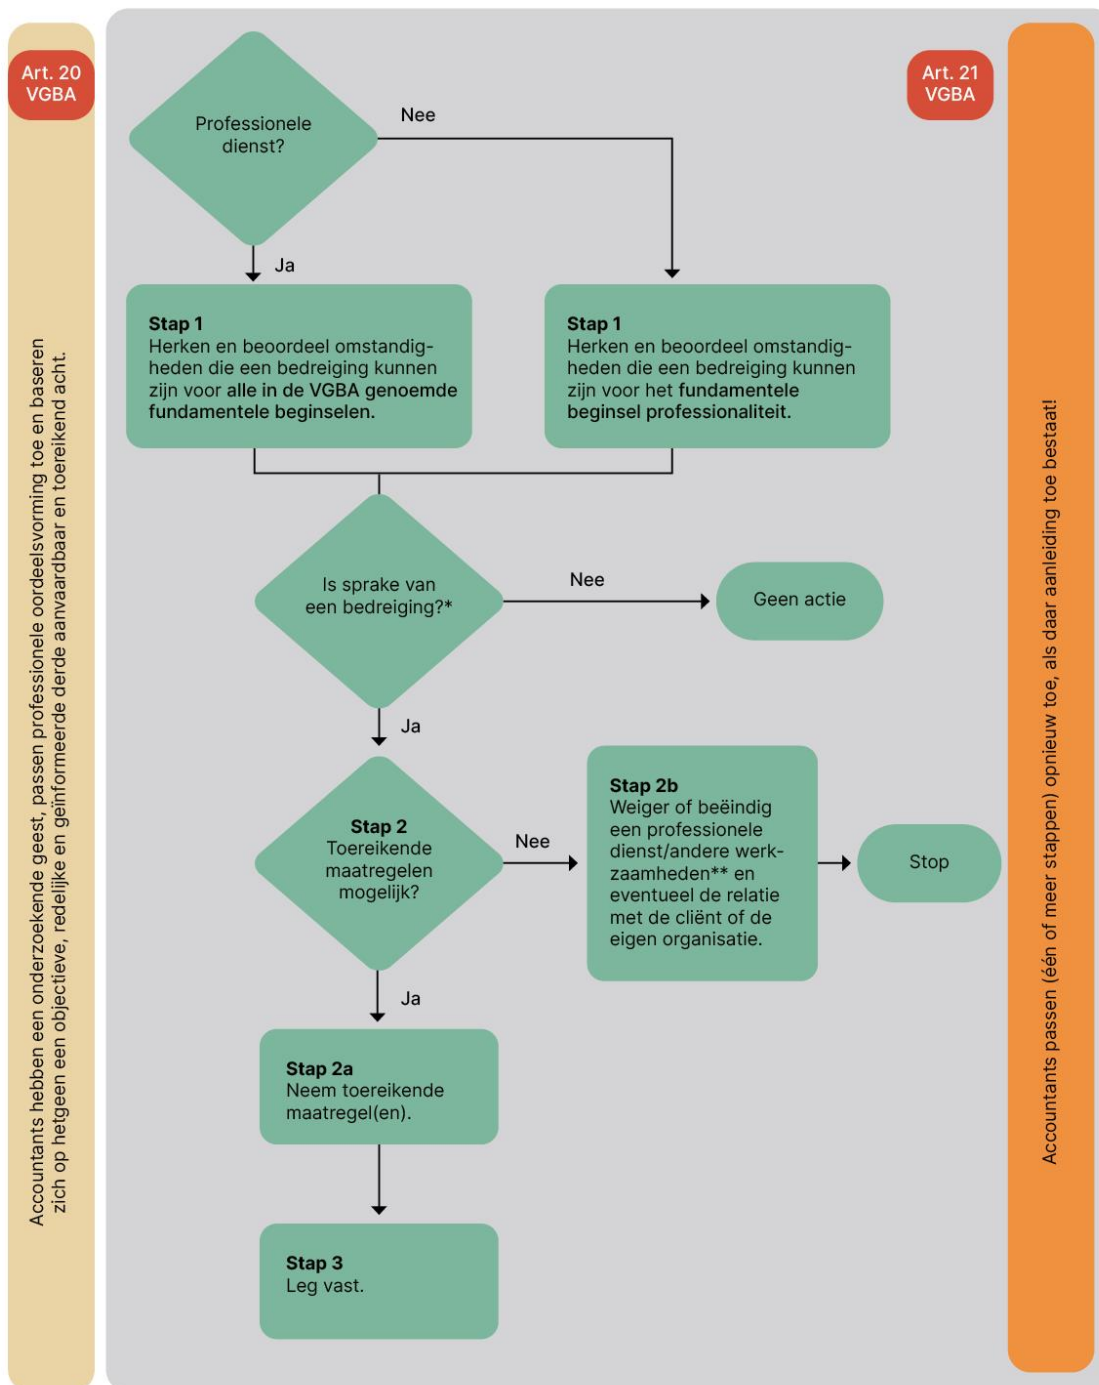 Art. 20
VGBA
Accountants hebben een onderzoekende geest, passen professionele oordeelsvorming toe en baseren
zich op hetgeen een objectieve, redelijke en geïnformeerde derde aanvaardbaar en toereikend acht.
Professionele
dienst?
Nee
Ja
Stap 1
Herken en beoordeel omstandig-
heden die een bedreiging kunnen
zijn voor alle in de VGBA genoemde
fundamentele beginselen.
Stap 1
Herken en beoordeel omstandig-
heden die een bedreiging kunnen
zijn voor het fundamentele
beginsel professionaliteit.
Is sprake van
een bedreiging?*
Nee
Geen actie
Ja
Stap 2
Toereikende
maatregelen
mogelijk?
Nee
Stap 2b
Weiger of beëindig
een professionele
dienst/andere werk-
zaamheden** en
eventueel de relatie
met de cliënt of de
eigen organisatie.
Stop
Ja
Stap 2a
Neem toereikende
maatregel(en).
Stap 3
Leg vast.
Art. 21
VGBA
Accountants passen (één of meer stappen) opnieuw toe, als daar aanleiding toe bestaat!